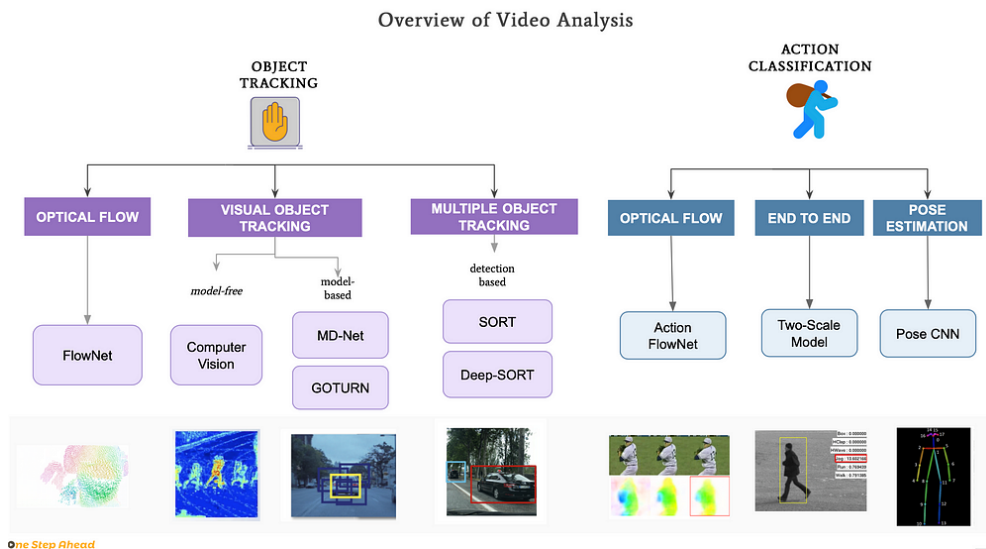 Overview of Video Analysis
OBJECT
TRACKING
ACTION
CLASSIFICATION
OPTICAL FLOW
VISUAL OBJECT
TRACKING
MULTIPLE OBJECT
TRACKING
OPTICAL FLOW
END TO END
POSE
ESTIMATION
model-free
model-
based
detection
based
FlowNet
Computer
Vision
MD-Net
GOTURN
SORT
Deep-SORT
Action
FlowNet
Two-Scale
Model
Pose CNN
One Step Ahead